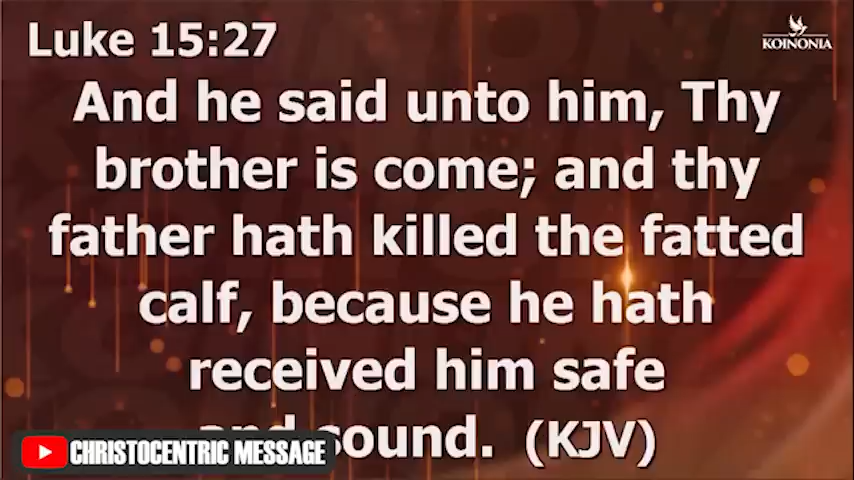 Luke 15:27
KOINONIA
And he said unto him, Thy
brother is come; and thy
father hath killed the fatted
calf, because he hath
received him safe
and sound. (KJV)
CHRISTOCENTRIC MESSAGE